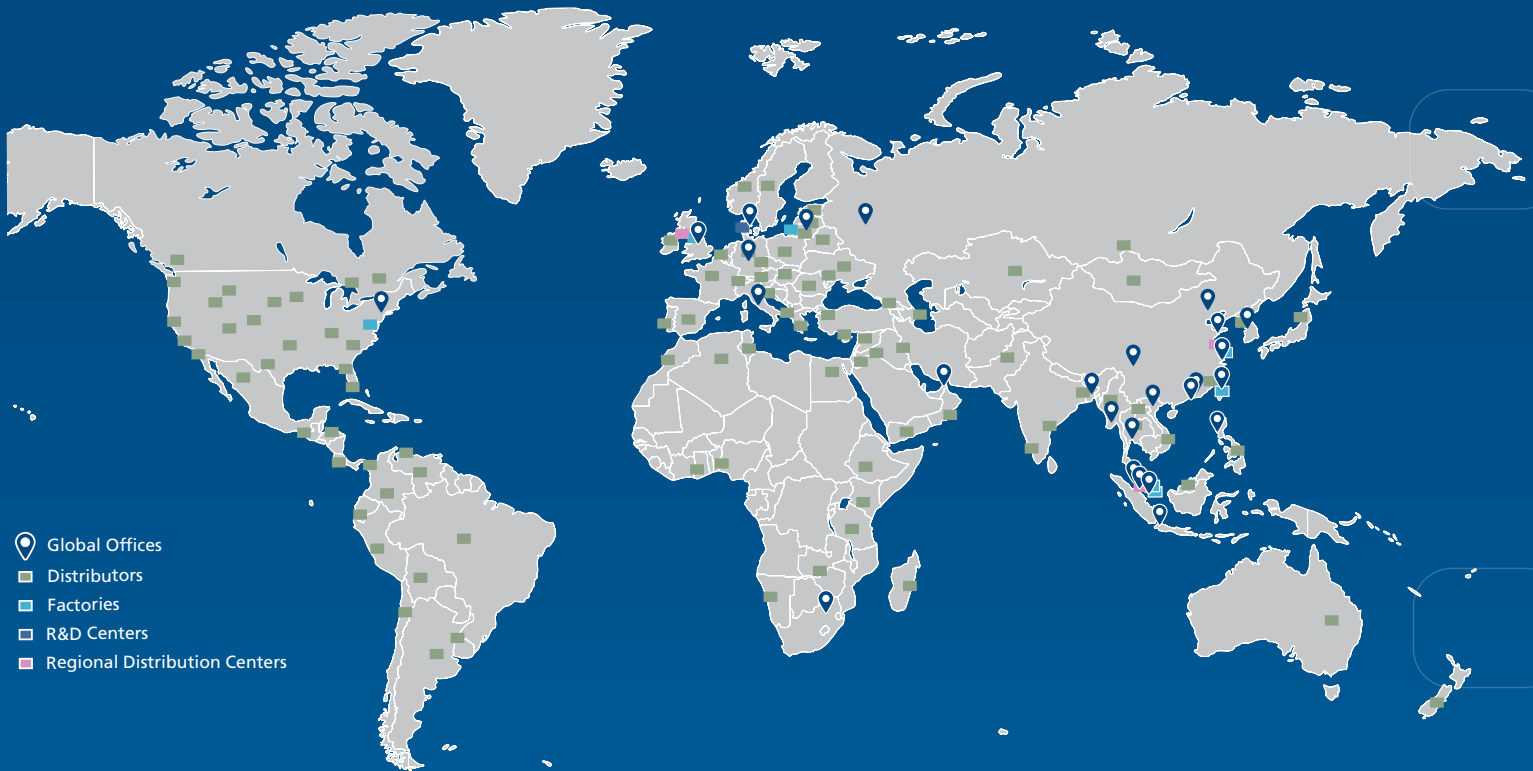 Global Offices
Distributors
Factories
R&D Centers
Regional Distribution Centers